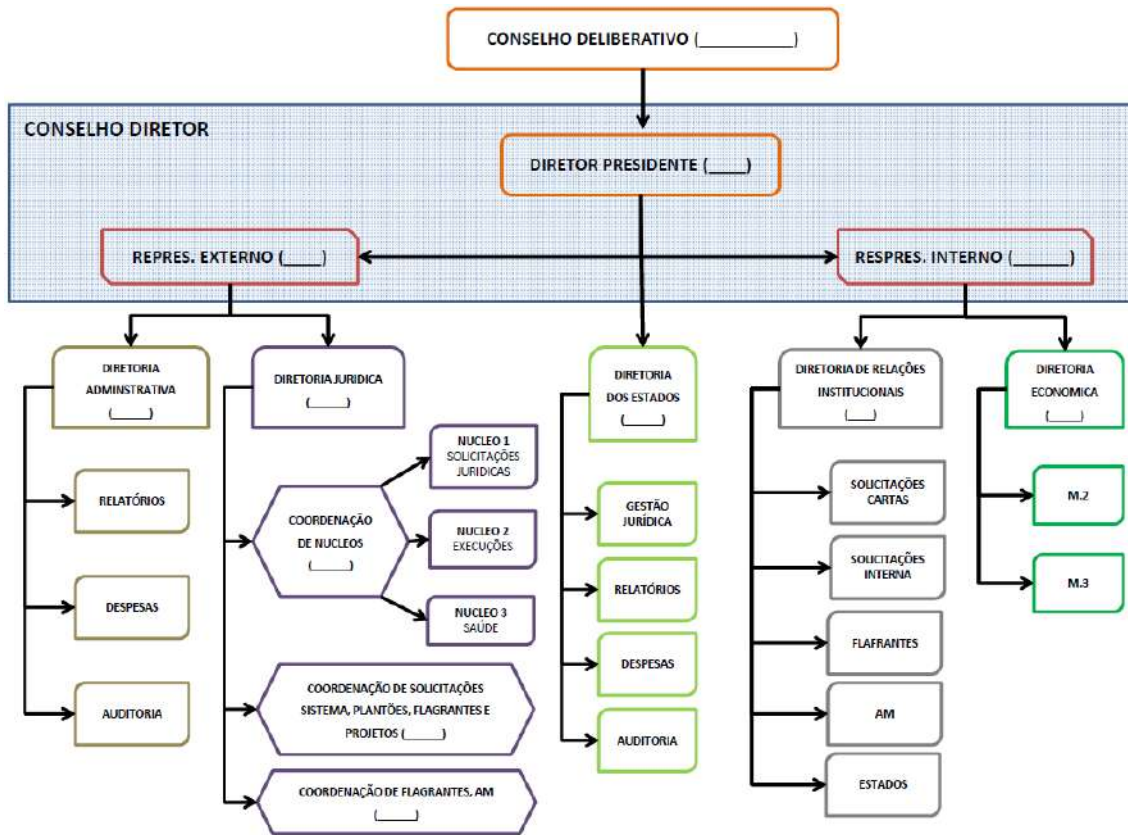 CONSELHO DELIBERATIVO (__________)
CONSELHO DIRETOR
DIRETOR PRESIDENTE (____)
REPRES. EXTERNO (____)
RESPRES. INTERNO (______)
DIRETORIA
ADMINSTRATIVA
(_____)
RELATÓRIOS
DESPESAS
AUDITORIA
DIRETORIA JURIDICA
(_____)
COORDENAÇÃO
DE NUCLEOS
(_____)
NUCLEO 1
SOLICITAÇÕES
JURIDICAS
NUCLEO 2
EXECUÇÕES
NUCLEO 3
SAÚDE
COORDENAÇÃO DE SOLICITAÇÕES
SISTEMA, PLANTÕES, FLAGRANTES E
PROJETOS (_____)
COORDENAÇÃO DE FLAGRANTES, AM
(_____)
DIRETORIA
DOS ESTADOS
(_____)
GESTÃO
JURÍDICA
RELATÓRIOS
DESPESAS
AUDITORIA
DIRETORIA DE RELAÇÕES
INSTITUCIONAIS
(___)
SOLICITAÇÕES
CARTAS
SOLICITAÇÕES
INTERNA
FLAFRANTES
AM
ESTADOS
DIRETORIA
ECONOMICA
(____)
M.2
M.3